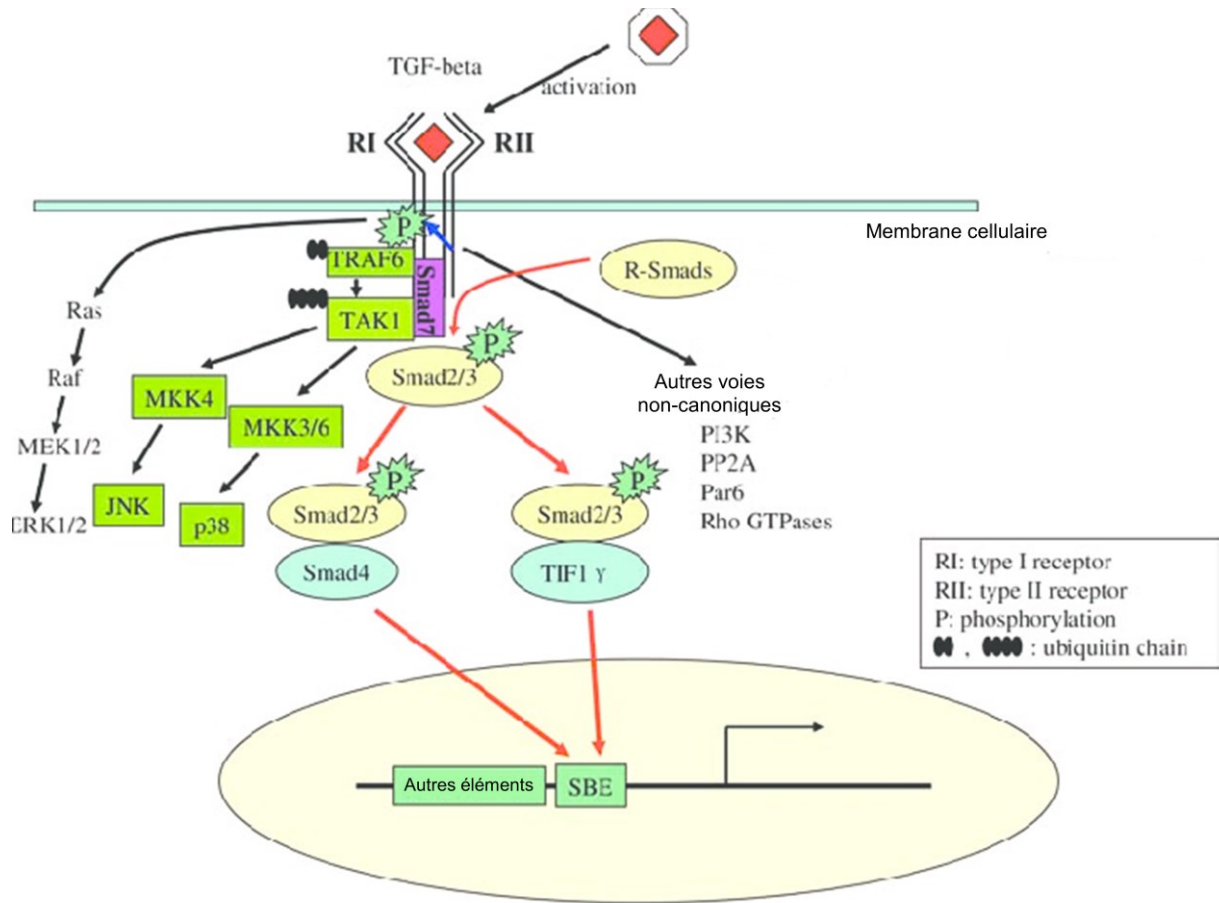 TGF-beta
activation
RI
RII
P
Membrane cellulaire
TRAF6
Smad7
R-Smads
TAK1
Ras
P
Raf
Smad2/3
MKK4
MKK3/6
Autres voies
non-canoniques
PI3K
PP2A
Par6
Rho GTPases
MEK1/2
P
P
JNK
p38
ERK1/2
Smad2/3
Smad2/3
Smad4
TIF1 γ
RI: type I receptor
RII: type II receptor
P: phosphorylation
, : ubiquitin chain
Autres éléments
SBE